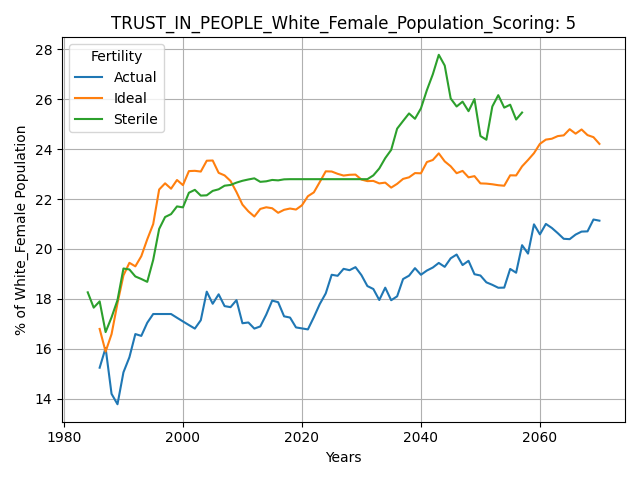 TRUST_IN_PEOPLE_White_Female_Population_Scoring: 5
Fertility
Actual
Ideal
Sterile
% of White_Female Population
28
26
24
22
20
18
16
14
1980 2000 2020 2040 2060
Years